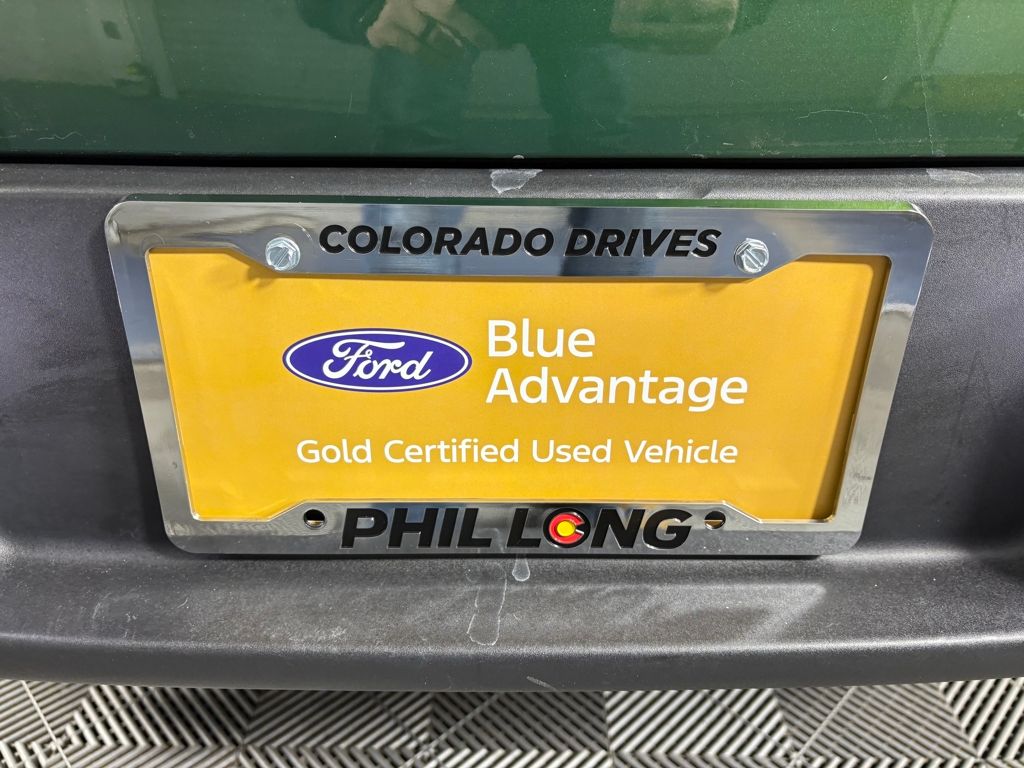 COLORADO DRIVES
Ford
Blue
Advantage
Gold Certified Used Vehicle
PHIL LONG